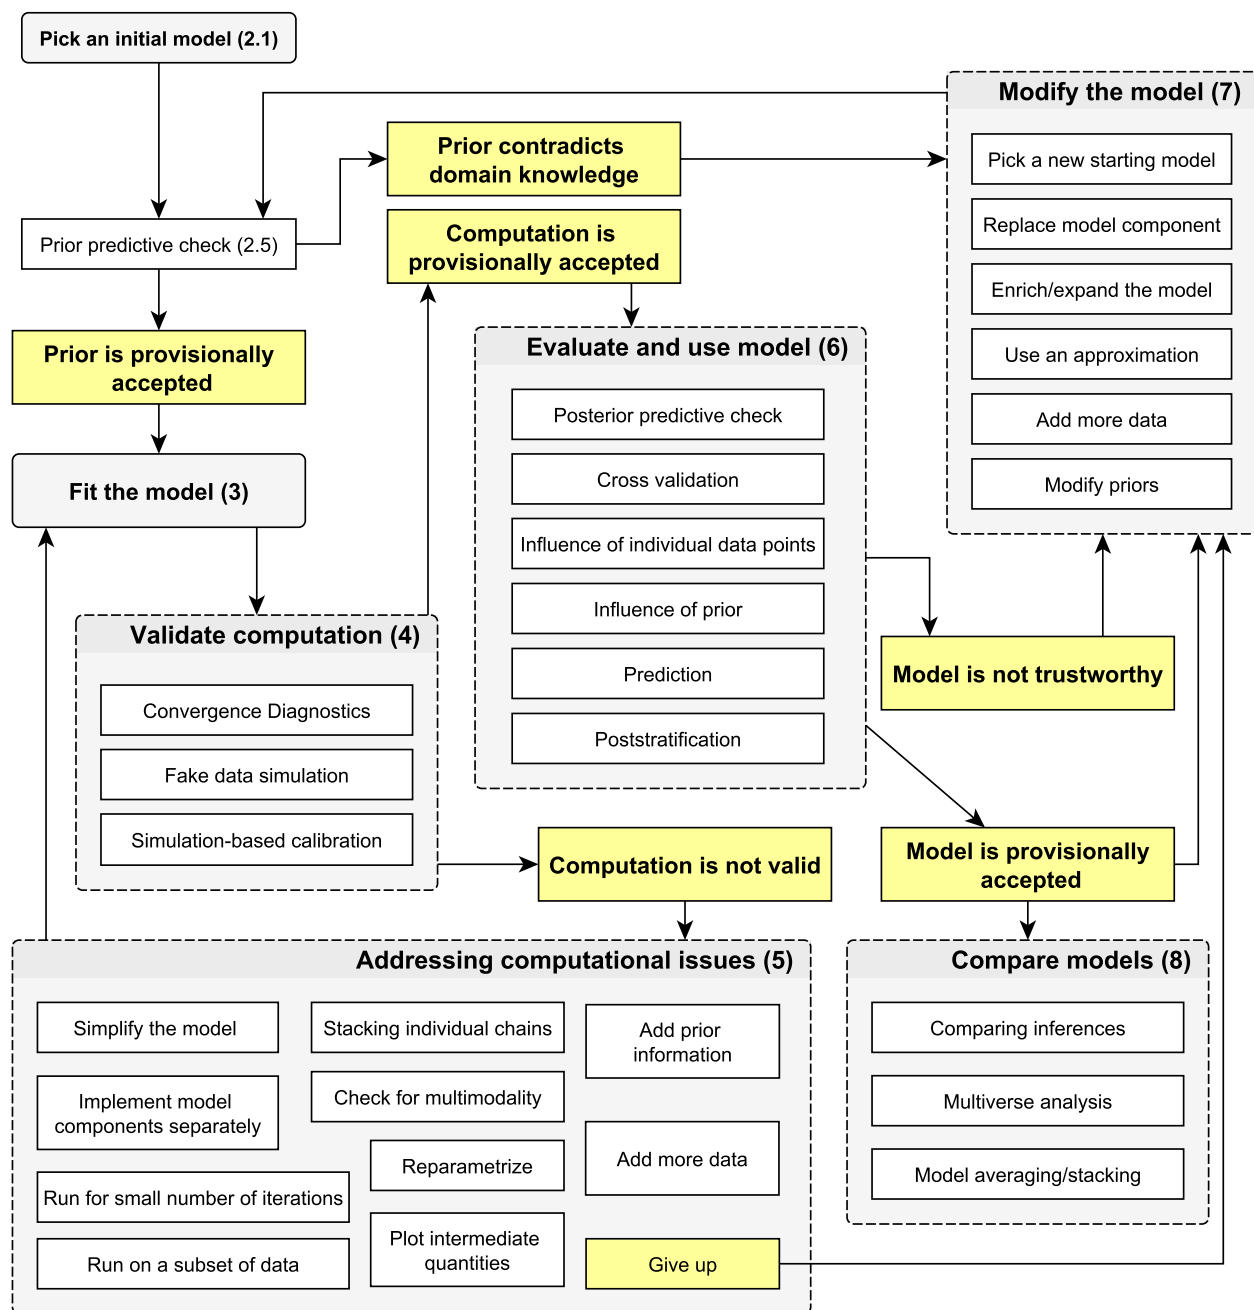 Pick an initial model (2.1)
Prior predictive check (2.5)
Prior is provisionally
accepted
Fit the model (3)
Prior contradicts
domain knowledge
Computation is
provisionally accepted
Validate computation (4)
Convergence Diagnostics
Fake data simulation
Simulation-based calibration
Evaluate and use model (6)
Posterior predictive check
Cross validation
Influence of individual data points
Influence of prior
Prediction
Poststratification
Modify the model (7)
Pick a new starting model
Replace model component
Enrich/expand the model
Use an approximation
Add more data
Modify priors
Model is not trustworthy
Computation is not valid
Model is provisionally
accepted
Addressing computational issues (5)
Simplify the model
Implement model
components separately
Run for small number of iterations
Run on a subset of data
Stacking individual chains
Check for multimodality
Reparametrize
Plot intermediate
quantities
Add prior
information
Add more data
Give up
Compare models (8)
Comparing inferences
Multiverse analysis
Model averaging/stacking